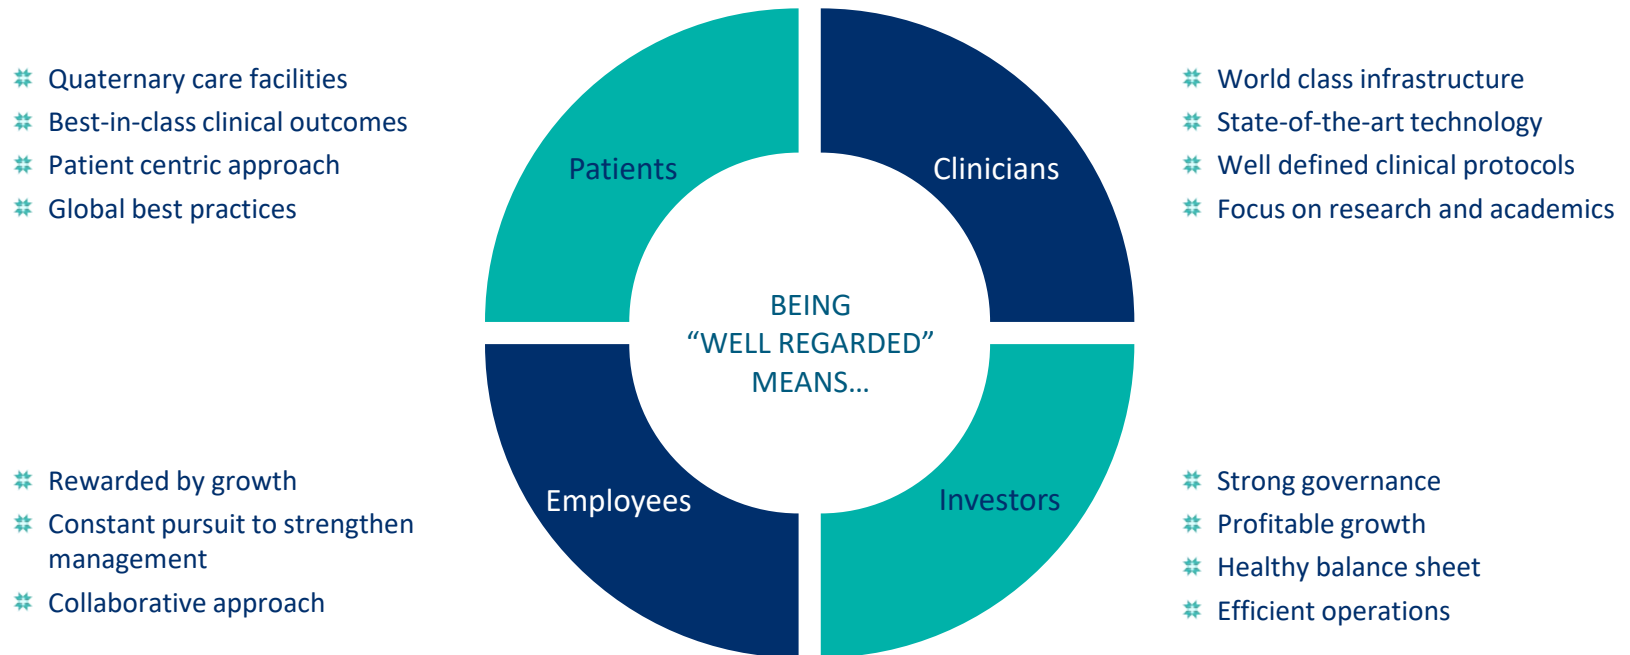 Quaternary care facilities
Best-in-class clinical outcomes
Patient centric approach
Global best practices
Patients
Clinicians
World class infrastructure
State-of-the-art technology
Well defined clinical protocols
Focus on research and academics
BEING
“WELL REGARDED”
MEANS…
Rewarded by growth
Constant pursuit to strengthen
management
Collaborative approach
Employees
Investors
Strong governance
Profitable growth
Healthy balance sheet
Efficient operations